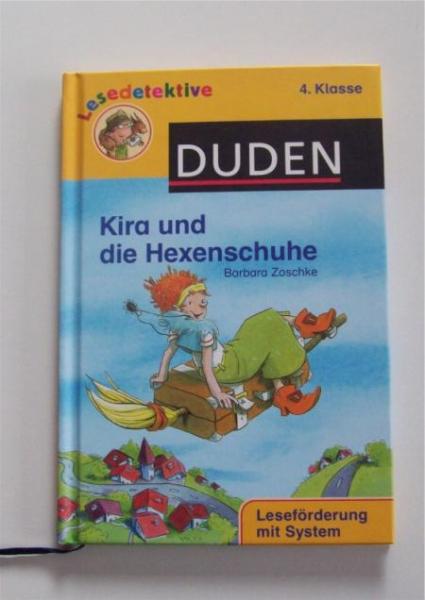 Lesedetektive
4. Klasse
DUDEN
Kira und
die Hexenschuhe
Barbara Zoschke
Leseförderung
mit System